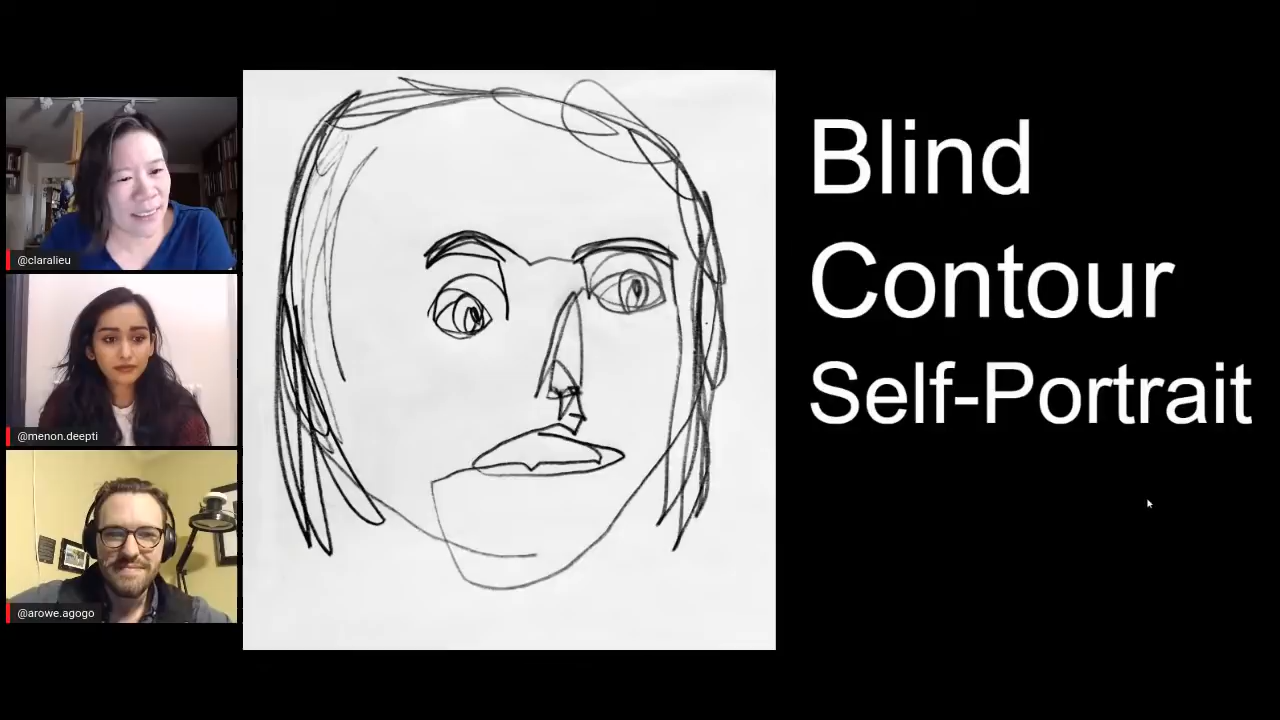 @claralieu
@menon.deepti
@arowe.agogo
Blind
Contour
Self-Portrait